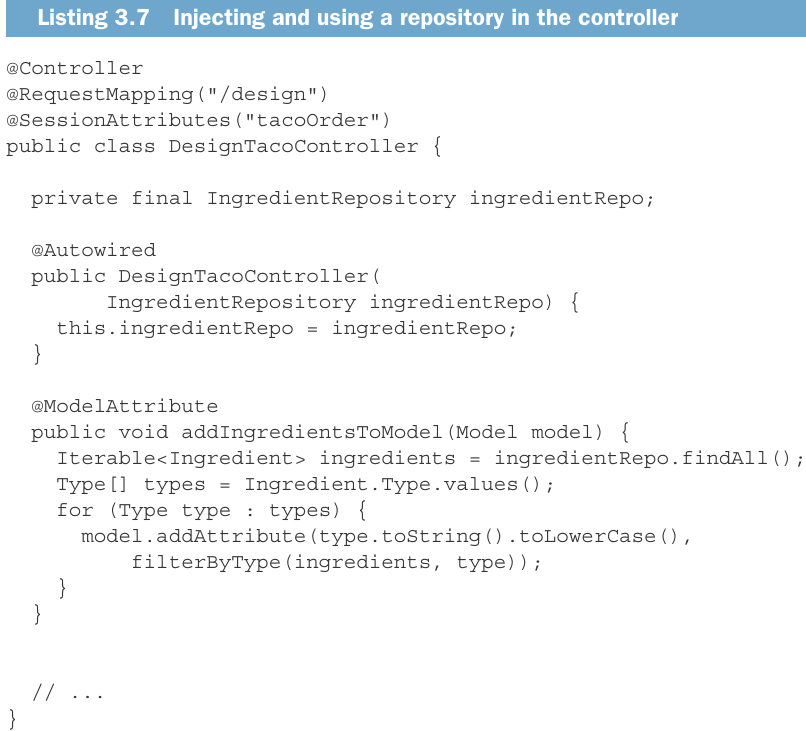 Listing 3.7 Injecting and using a repository in the controller
@Controller
@RequestMapping("/design")
@SessionAttributes("tacoOrder")
public class DesignTacoController {
private final IngredientRepository ingredientRepo;
@Autowired
public DesignTacoController(
IngredientRepository ingredientRepo) {
this.ingredientRepo = ingredientRepo;
}
@ModelAttribute
public void addIngredientsToModel(Model model) {
Iterable<Ingredient> ingredients = ingredientRepo.findAll();
Type[] types = Ingredient.Type.values();
for (Type type : types) {
model.addAttribute(type.toString().toLowerCase(),
filterByType(ingredients, type));
}
}
// ...
}